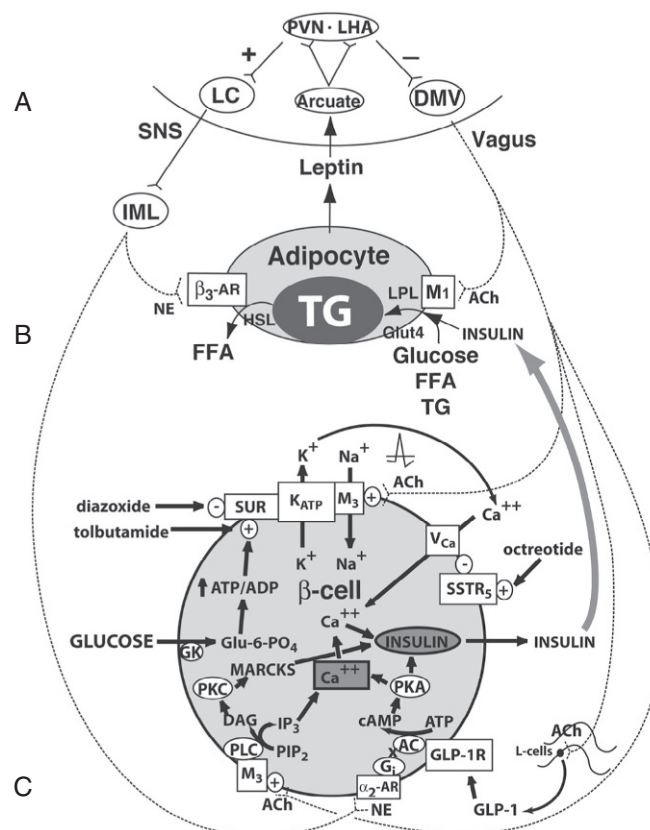 PVN · LHA
+
−
A
LC
Arcuate
DMV
SNS
Vagus
Leptin
IML
Adipocyte
β3-AR
LPL
M1
NE
ACh
TG
HSL
Glut4
INSULIN
B
FFA
Glucose
FFA
TG
K+
Na+
ACh
diazoxide
-
SUR
KATP
M3
+
Ca++
tolbutamide
+
VCa
octreotide
K+
Na+
-
ATP/ADP
β-cell
SSTR5
+
Ca++
GLUCOSE
Glu-6-PO4
INSULIN
INSULIN
GK
MARCKS
PKC
Ca++
PKA
DAG
IP3
cAMP
ATP
ACh
PLC
PIP2
AC
L-cells
x
GLP-1R
M3
+
Gi
C
α2-AR
GLP-1
ACh
NE